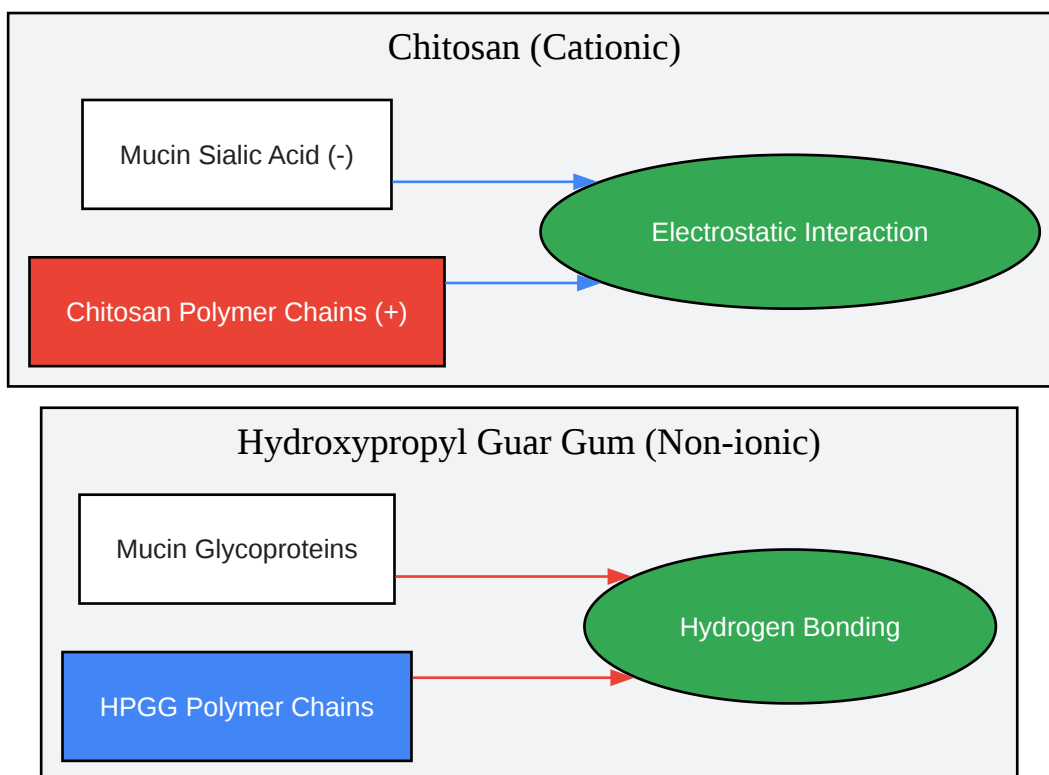 Chitosan (Cationic)
Mucin Sialic Acid (-)
Electrostatic Interaction
Chitosan Polymer Chains (+)
Hydroxypropyl Guar Gum (Non-ionic)
Mucin Glycoproteins
Hydrogen Bonding
HPGG Polymer Chains